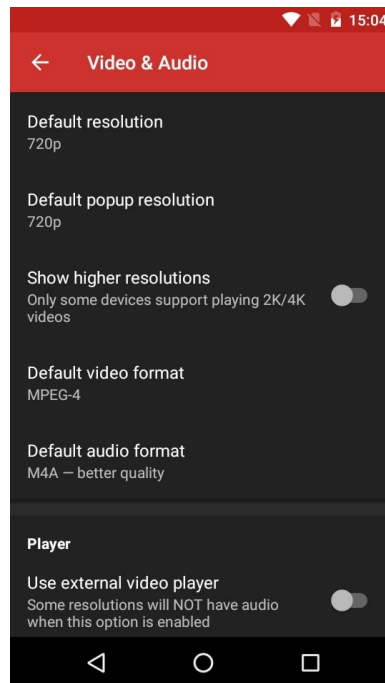 15:04
Video & Audio
Default resolution
720p
Default popup resolution
720p
Show higher resolutions
Only some devices support playing 2K/4K
videos
Default video format
MPEG-4
Default audio format
M4A — better quality
Player
Use external video player
Some resolutions will NOT have audio
when this option is enabled